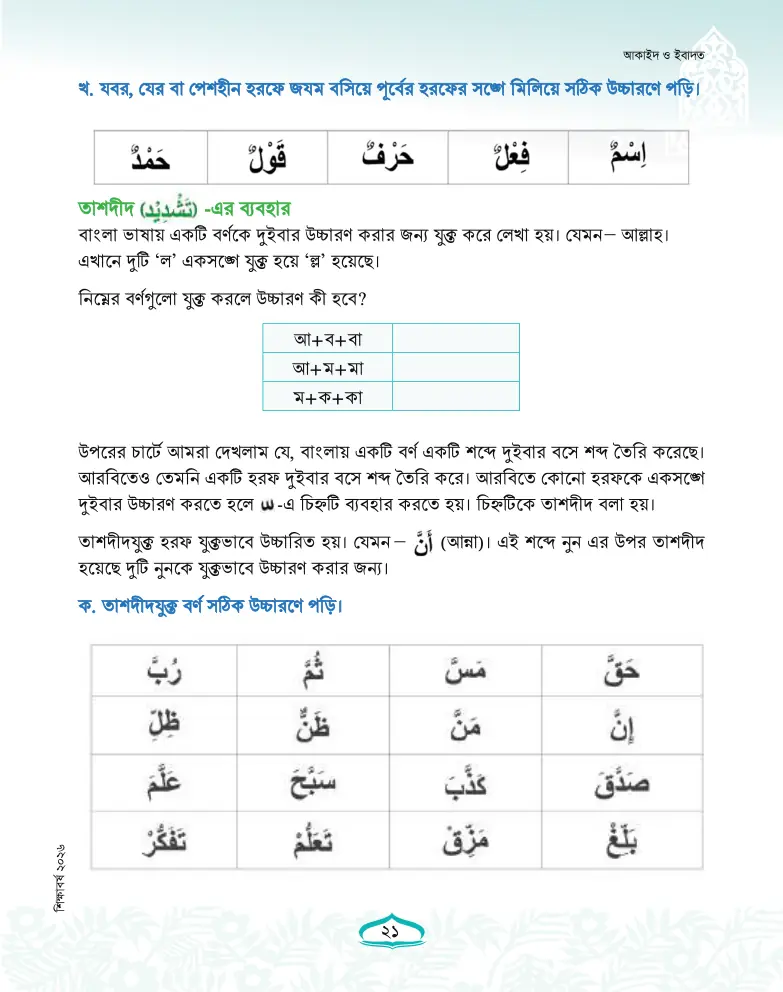 আকাইদ ও ইবাদত
খ. যবর, যের বা পেশহীন হরফে জযম বসিয়ে পূর্বের হরফের সঙ্গে মিলিয়ে সঠিক উচ্চারণে পড়ি।
اِسْمٌ فِعْلٌ حَرْفٌ قَوْلٌ حَمْدٌ
তাশদীদ (تَشْدِيْد) -এর ব্যবহার
বাংলা ভাষায় একটি বর্ণকে দুইবার উচ্চারণ করার জন্য যুক্ত করে লেখা হয়। যেমন– আল্লাহ।
এখানে দুটি ‘ল’ একসঙ্গে যুক্ত হয়ে ‘ল্ল’ হয়েছে।
নিম্নের বর্ণগুলো যুক্ত করলে উচ্চারণ কী হবে?
আ+ব+বা
আ+ম+মা
ম+ক+কা
উপরের চার্টে আমরা দেখলাম যে, বাংলায় একটি বর্ণ একটি শব্দে দুইবার বসে শব্দ তৈরি করেছে।
আরবিতেও তেমনি একটি হরফ দুইবার বসে শব্দ তৈরি করে। আরবিতে কোনো হরফকে একসঙ্গে
দুইবার উচ্চারণ করতে হলে ّ -এ চিহ্নটি ব্যবহার করতে হয়। চিহ্নটিকে তাশদীদ বলা হয়।
তাশদীদযুক্ত হরফ যুক্তভাবে উচ্চারিত হয়। যেমন– أَنَّ (আন্না)। এই শব্দে নুন এর উপর তাশদীদ
হয়েছে দুটি নুনকে যুক্তভাবে উচ্চারণ করার জন্য।
ক. তাশদীদযুক্ত বর্ণ সঠিক উচ্চারণে পড়ি।
حَقَّ مَسَّ ثُمَّ رُبَّ
إِنَّ مَنَّ ظَنٌّ ظِلِّ
صَدَّقَ كَذَّبَ سَبَّحَ عَلَّمَ
بَلِّغْ مَزِّقْ تَعَلُّمْ تَفَكُّرْ
শিক্ষাবর্ষ ২০২৬
২১